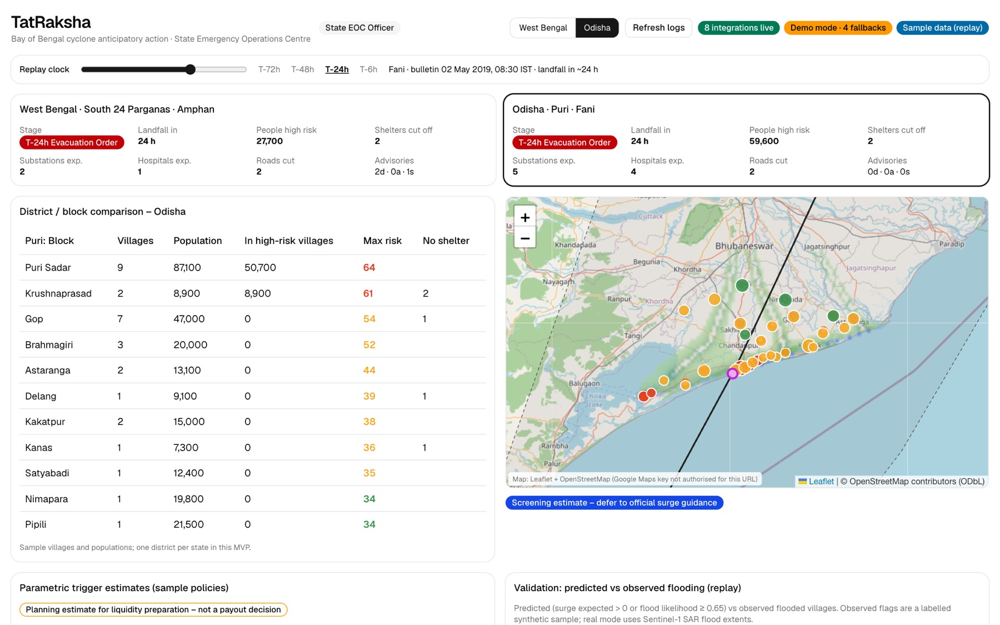 TatRaksha
Bay of Bengal cyclone anticipatory action · State Emergency Operations Centre
State EOC Officer
West Bengal
Odisha
Refresh logs
8 integrations live
Demo mode · 4 fallbacks
Sample data (replay)
Replay clock
T-72h
T-48h
T-24h
T-6h
Fani · bulletin 02 May 2019, 08:30 IST · landfall in ~24 h
West Bengal · South 24 Parganas · Amphan
Stage
T-24h Evacuation Order
Landfall in
24 h
People high risk
27,700
Shelters cut off
2
Substations exp.
2
Hospitals exp.
1
Roads cut
2
Advisories
2d · 0a · 1s
Odisha · Puri · Fani
Stage
T-24h Evacuation Order
Landfall in
24 h
People high risk
59,600
Shelters cut off
2
Substations exp.
5
Hospitals exp.
4
Roads cut
2
Advisories
0d · 0a · 0s
District / block comparison – Odisha
Puri: Block Villages Population In high-risk villages Max risk No shelter
Puri Sadar 9 87,100 50,700 64
Krushnaprasad 2 8,900 8,900 61 2
Gop 7 47,000 0 54 1
Brahmagiri 3 20,000 0 52
Astaranga 2 13,100 0 44
Delang 1 9,100 0 39 1
Kakatpur 2 15,000 0 38
Kanas 1 7,300 0 36 1
Satyabadi 1 12,400 0 35
Nimapara 1 19,800 0 34
Pipili 1 21,500 0 34
Sample villages and populations; one district per state in this MVP.
+
−
Cuttack
Khandapada
Bhubaneswar
Jagatsinghpur
Paradip
Begunia
Khordha
Jagatsinghpur
Nayagarh
Ranpur
Khordha
Tangi
Chandanpur
Puri
Balugaon
Chilika
Lake
Rambha
Palur
Map: Leaflet + OpenStreetMap (Google Maps key not authorised for this URL)
Leaflet | © OpenStreetMap contributors (ODbL)
Screening estimate – defer to official surge guidance
Parametric trigger estimates (sample policies)
Planning estimate for liquidity preparation – not a payout decision
Validation: predicted vs observed flooding (replay)
Predicted (surge expected > 0 or flood likelihood ≥ 0.65) vs observed flooded villages. Observed flags are a labelled
synthetic sample; real mode uses Sentinel-1 SAR flood extents.